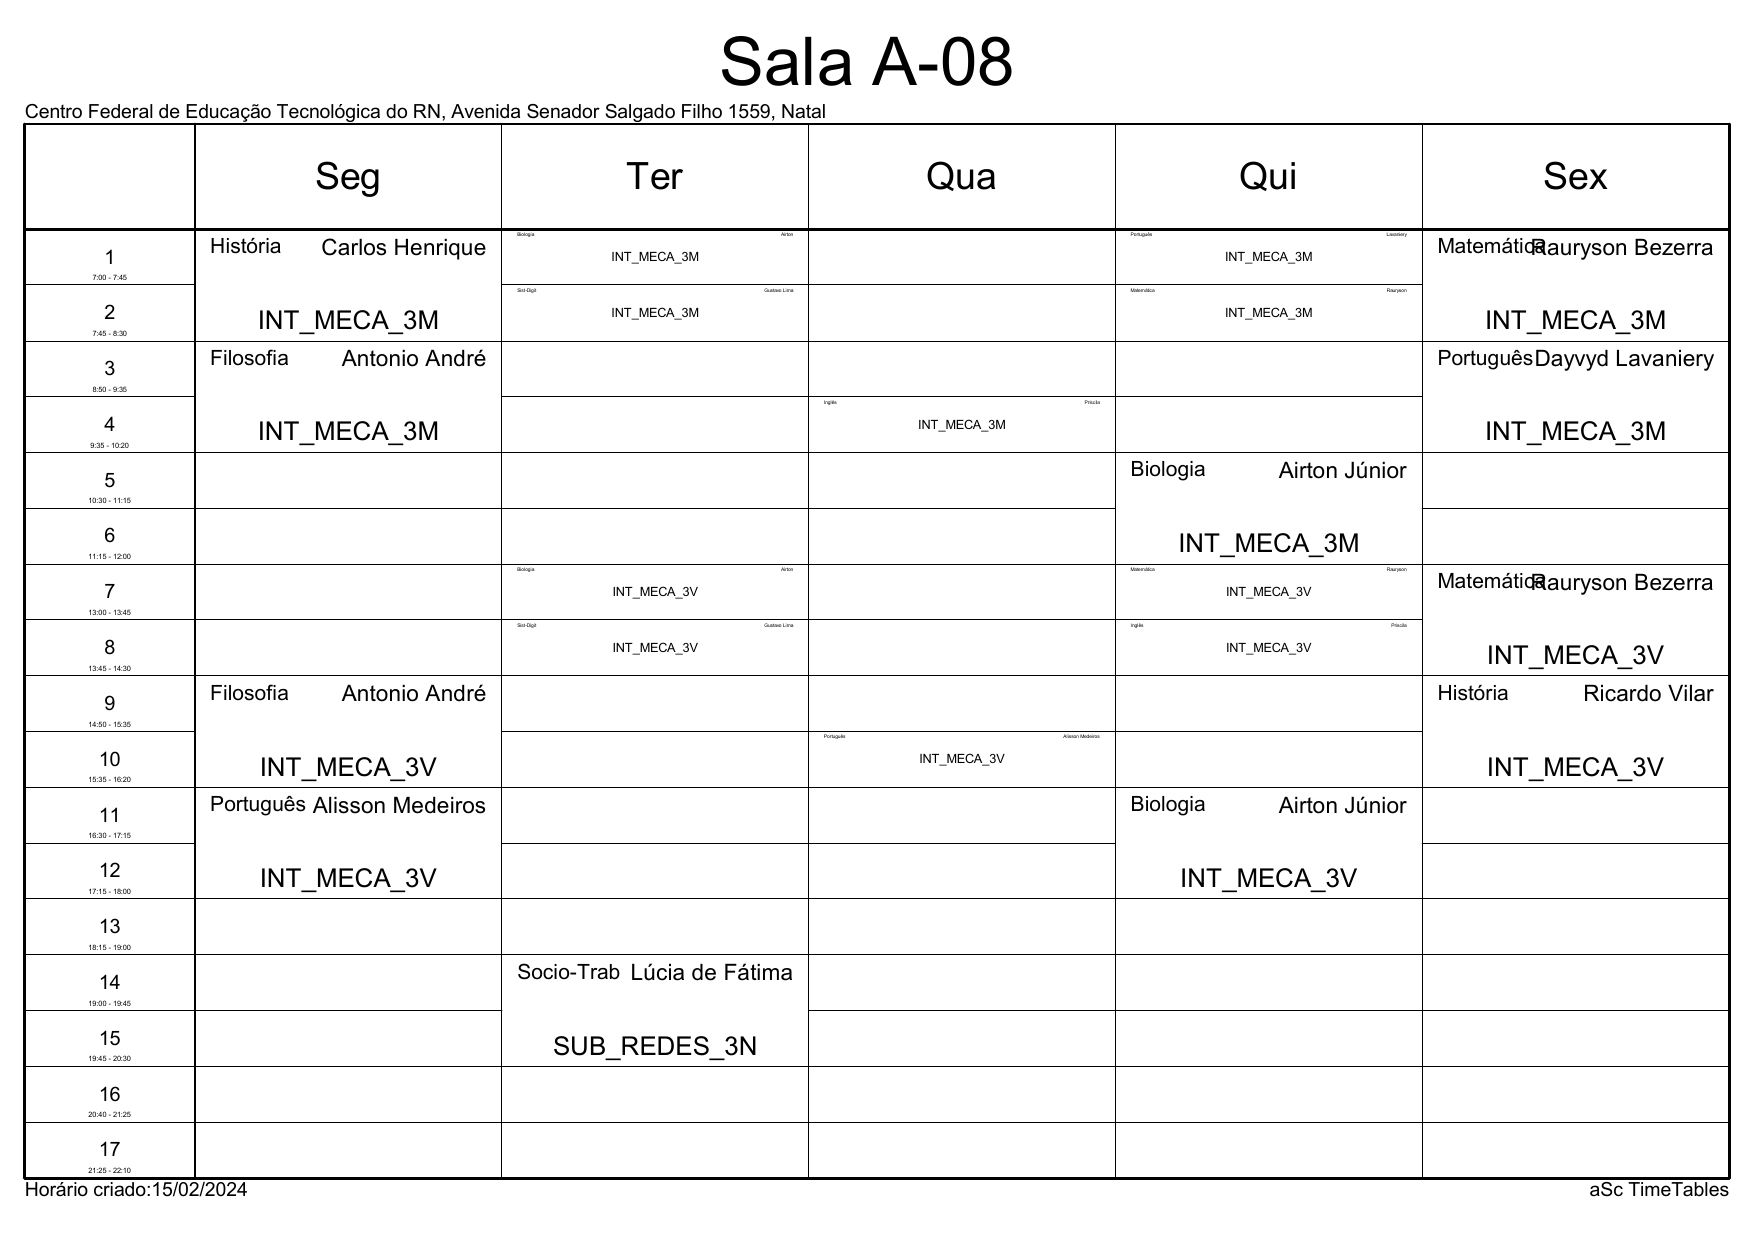 Sala A-08
Centro Federal de Educação Tecnológica do RN, Avenida Senador Salgado Filho 1559, Natal
Seg Ter Qua Qui Sex
1
7:00 - 7:45
História Carlos Henrique
INT_MECA_3M
Biologia Airton
INT_MECA_3M
Português Lavaniery
INT_MECA_3M
Matemática Rauryson Bezerra
INT_MECA_3M
2
7:45 - 8:30
Sist-Digit Gustavo Lima
INT_MECA_3M
Matemática Rauryson
INT_MECA_3M
3
8:50 - 9:35
Filosofia Antonio André
INT_MECA_3M
Português Dayvyd Lavaniery
INT_MECA_3M
4
9:35 - 10:20
Inglês Priscila
INT_MECA_3M
5
10:30 - 11:15
Biologia Airton Júnior
INT_MECA_3M
6
11:15 - 12:00
7
13:00 - 13:45
Biologia Airton
INT_MECA_3V
Matemática Rauryson
INT_MECA_3V
Matemática Rauryson Bezerra
INT_MECA_3V
8
13:45 - 14:30
Sist-Digit Gustavo Lima
INT_MECA_3V
Inglês Priscila
INT_MECA_3V
9
14:50 - 15:35
Filosofia Antonio André
INT_MECA_3V
História Ricardo Vilar
INT_MECA_3V
10
15:35 - 16:20
Português Alisson Medeiros
INT_MECA_3V
11
16:30 - 17:15
Português Alisson Medeiros
INT_MECA_3V
Biologia Airton Júnior
INT_MECA_3V
12
17:15 - 18:00
13
18:15 - 19:00
14
19:00 - 19:45
Socio-Trab Lúcia de Fátima
SUB_REDES_3N
15
19:45 - 20:30
16
20:40 - 21:25
17
21:25 - 22:10
Horário criado:15/02/2024 aSc TimeTables